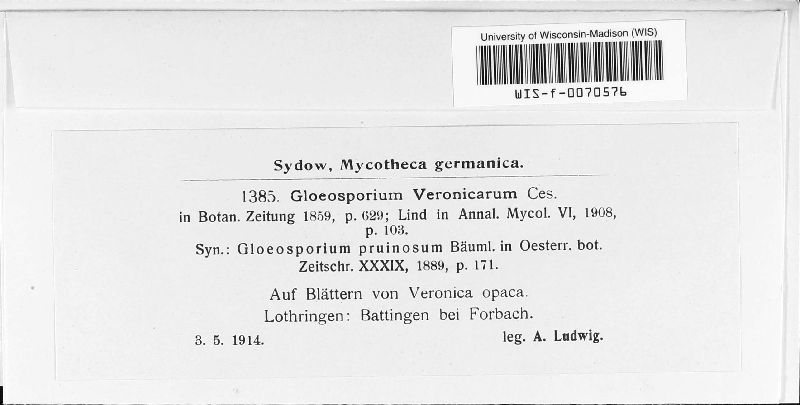 University of Wisconsin-Madison (WIS)
WIS-f-0070576
Sydow, Mycotheca germanica.
1385. Gloeosporium Veronicarum Ces.
in Botan. Zeitung 1859, p. 629; Lind in Annal. Mycol. VI, 1908,
p. 103.
Syn.: Gloeosporium pruinosum Bäuml. in Oesterr. bot.
Zeitschr. XXXIX, 1889, p. 171.
Auf Blättern von Veronica opaca.
Lothringen: Battingen bei Forbach.
3. 5. 1914. leg. A. Ludwig.